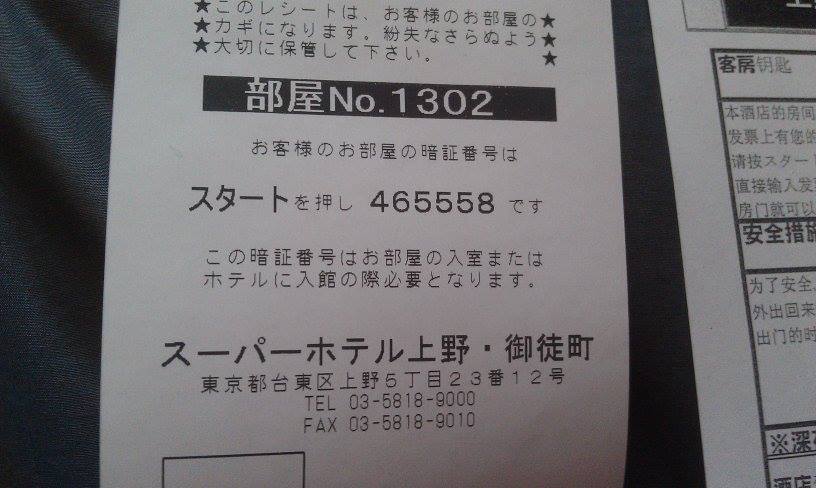 ★このレシートは、お客様のお部屋の★
★カギになります。紛失なさらぬよう★
★大切に保管して下さい。 ★
部屋No.1302
お客様のお部屋の暗証番号は
スタートを押し 465558 です
この暗証番号はお部屋の入室または
ホテルに入館の際必要となります。
スーパーホテル上野・御徒町
東京都台東区上野5丁目23番12号
TEL 03-5818-9000
FAX 03-5818-9010
客房钥匙
本酒店的房间
发票上有您的
请按スタート
直接输入发票
房门就可以
安全措施
为了安全
外出回来
出门的时
※深夜
酒店